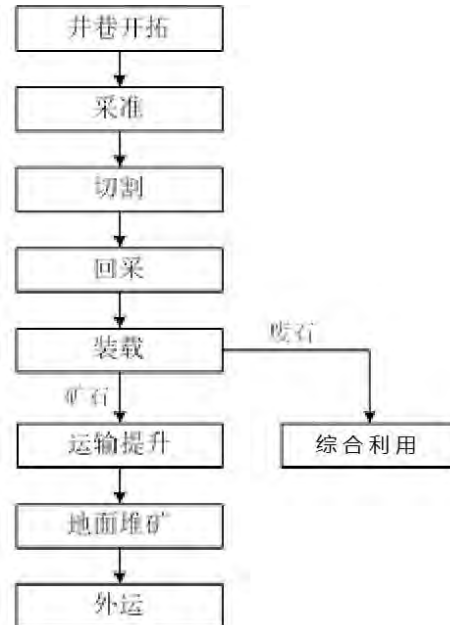 井巷开拓
采准
切割
回采
装载
废石
矿石
运输提升
综合利用
地面堆矿
外运